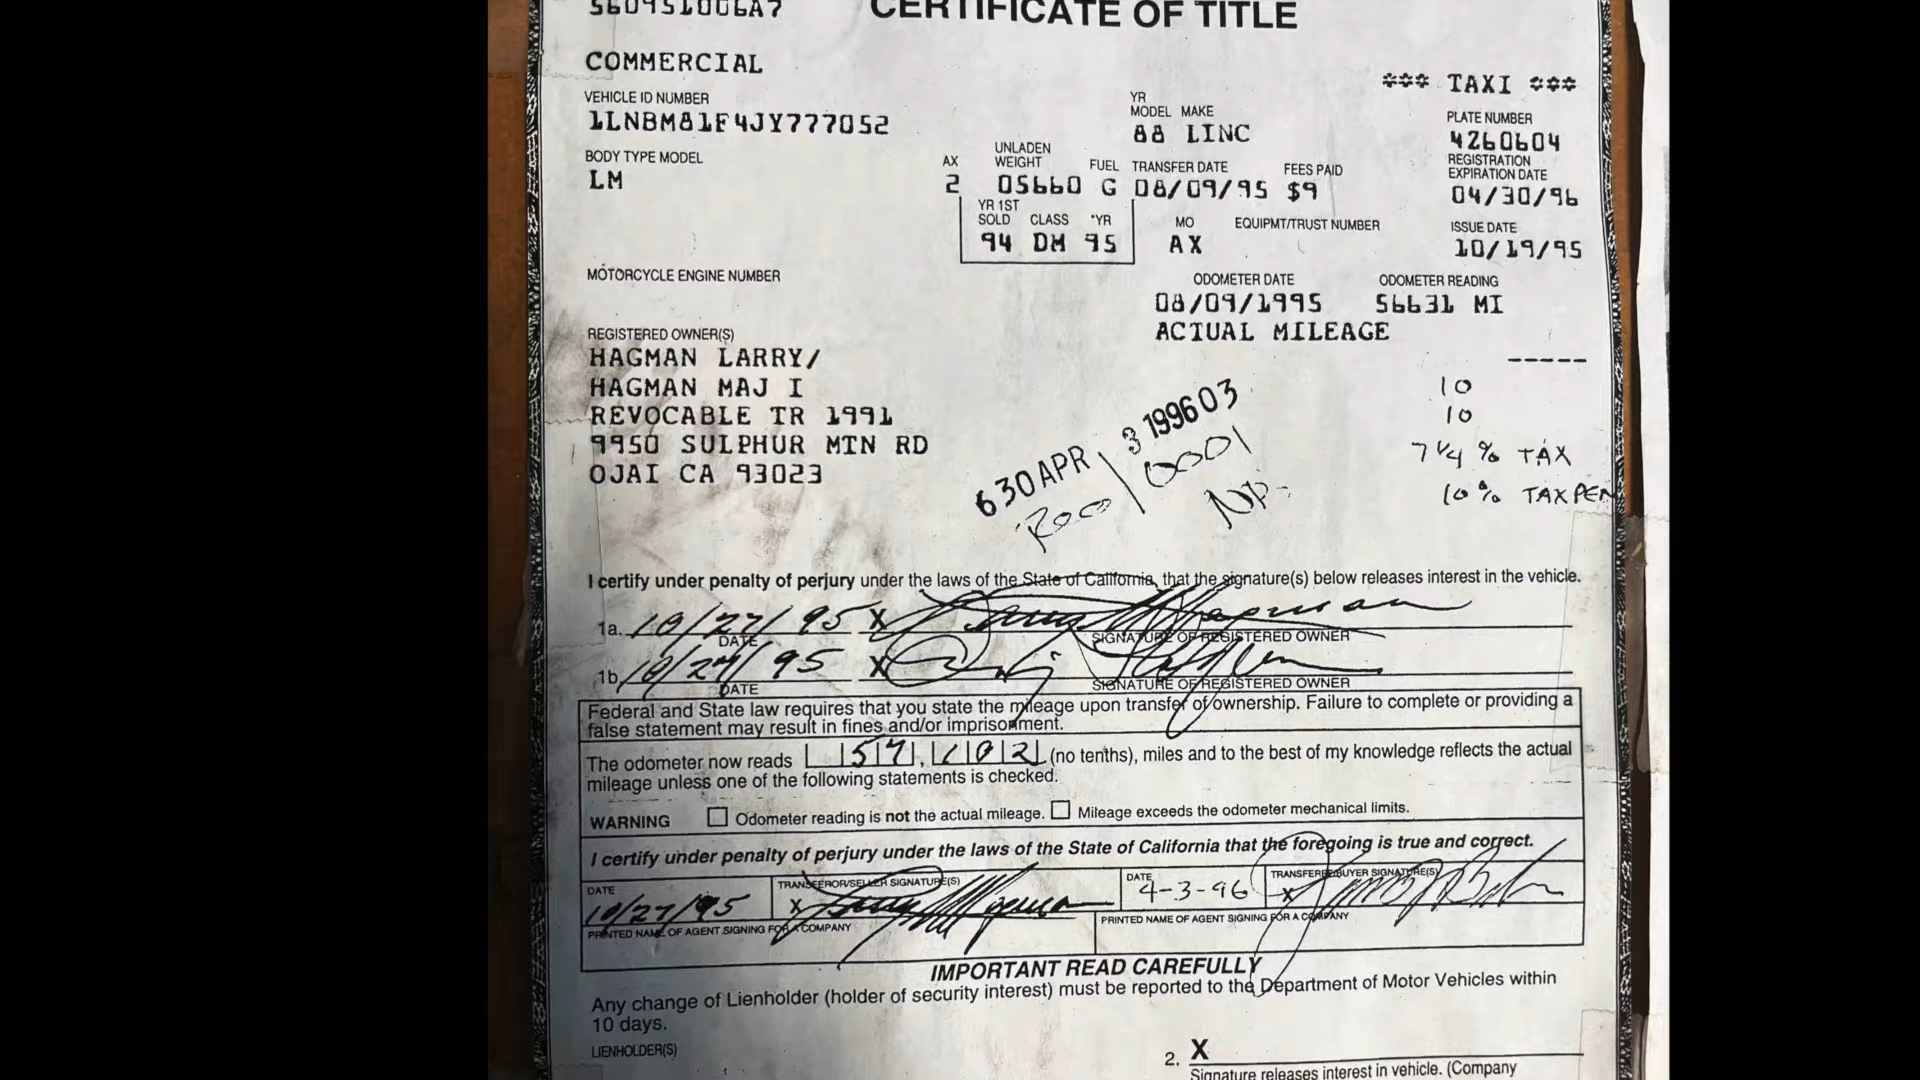 CERTIFICATE OF TITLE
COMMERCIAL
*** TAXI ***
VEHICLE ID NUMBER
1LNBM81F4JY777052
YR
MODEL MAKE
88 LINC
PLATE NUMBER
4Z60604
BODY TYPE MODEL
LM
AX
2
UNLADEN
WEIGHT
05660
FUEL
G
TRANSFER DATE
08/09/95
FEES PAID
$9
REGISTRATION
EXPIRATION DATE
04/30/96
YR 1ST
SOLD CLASS *YR
94 DM 95
MO
AX
EQUIPMT/TRUST NUMBER
ISSUE DATE
10/19/95
MOTORCYCLE ENGINE NUMBER
ODOMETER DATE
08/09/1995
ODOMETER READING
56631 MI
ACTUAL MILEAGE
REGISTERED OWNER(S)
HAGMAN LARRY/
HAGMAN MAJ I
REVOCABLE TR 1991
9950 SULPHUR MTN RD
OJAI CA 93023
-----
10
10
7 1/4 % TAX
10 % TAX PEN
630 APR 3 199603
0001
NP
I certify under penalty of perjury under the laws of the State of California, that the signature(s) below releases interest in the vehicle.
1a. 10/27/95 X
DATE
SIGNATURE OF REGISTERED OWNER
1b. 10/27/95 X
DATE
SIGNATURE OF REGISTERED OWNER
Federal and State law requires that you state the mileage upon transfer of ownership. Failure to complete or providing a
false statement may result in fines and/or imprisonment.
The odometer now reads 57,102 (no tenths), miles and to the best of my knowledge reflects the actual
mileage unless one of the following statements is checked.
WARNING Odometer reading is not the actual mileage. Mileage exceeds the odometer mechanical limits.
I certify under penalty of perjury under the laws of the State of California that the foregoing is true and correct.
DATE
10/27/95
TRANSFEROR/SELLER SIGNATURE(S)
X
DATE
4-3-96
TRANSFEREE/BUYER SIGNATURE(S)
X
PRINTED NAME OF AGENT SIGNING FOR A COMPANY
PRINTED NAME OF AGENT SIGNING FOR A COMPANY
IMPORTANT READ CAREFULLY
Any change of Lienholder (holder of security interest) must be reported to the Department of Motor Vehicles within
10 days.
LIENHOLDER(S)
2. X
Signature releases interest in vehicle. (Company